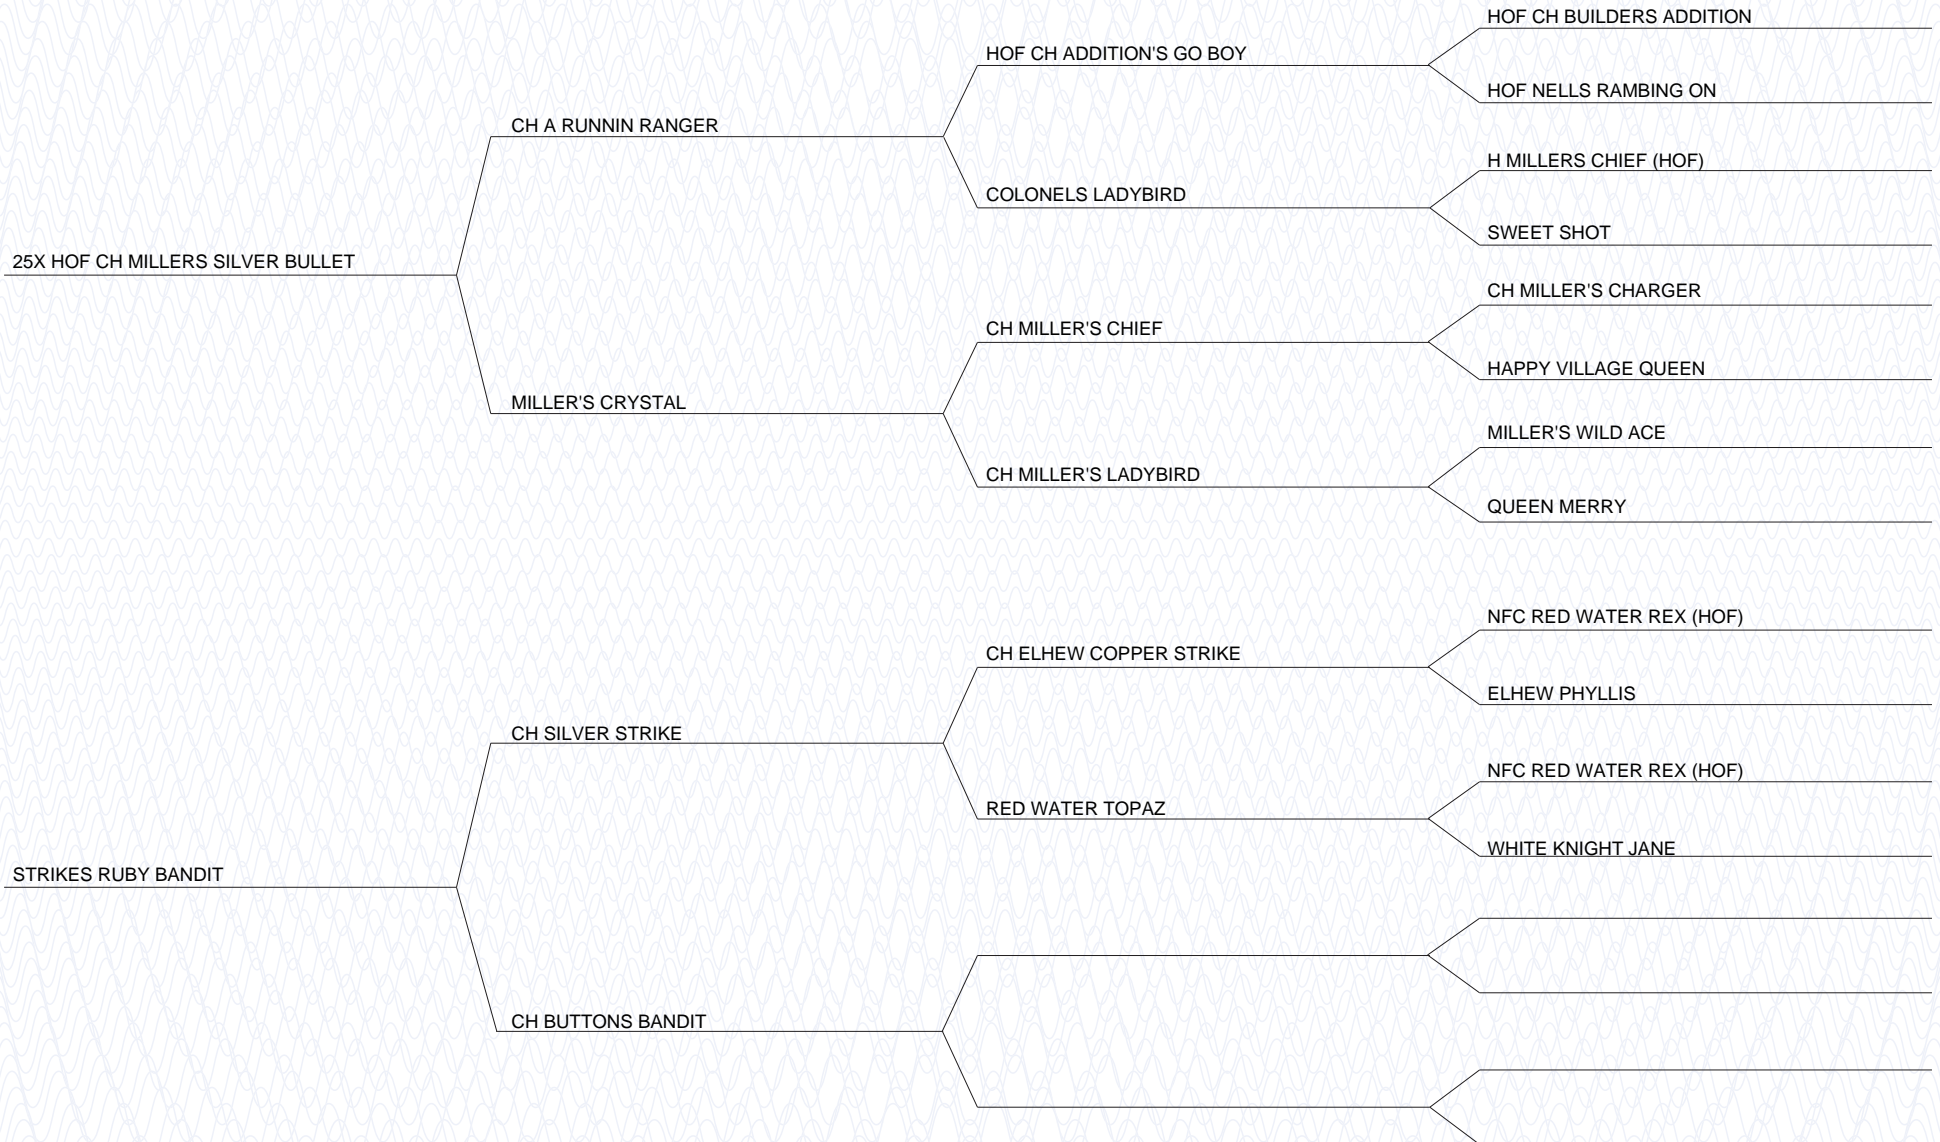 HOF CH BUILDERS ADDITION
HOF CH ADDITION'S GO BOY
HOF NELLS RAMBING ON
CH A RUNNIN RANGER
H MILLERS CHIEF (HOF)
COLONELS LADYBIRD
SWEET SHOT
25X HOF CH MILLERS SILVER BULLET
CH MILLER'S CHARGER
CH MILLER'S CHIEF
HAPPY VILLAGE QUEEN
MILLER'S CRYSTAL
MILLER'S WILD ACE
CH MILLER'S LADYBIRD
QUEEN MERRY
NFC RED WATER REX (HOF)
CH ELHEW COPPER STRIKE
ELHEW PHYLLIS
CH SILVER STRIKE
NFC RED WATER REX (HOF)
RED WATER TOPAZ
WHITE KNIGHT JANE
STRIKES RUBY BANDIT
CH BUTTONS BANDIT